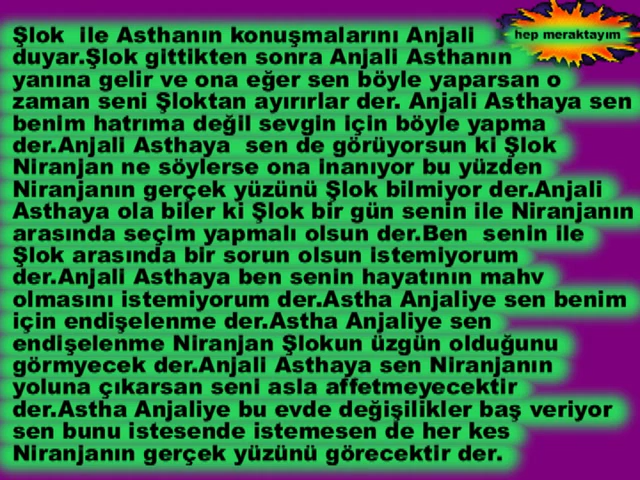 Şlok ile Asthanın konuşmalarını Anjali
hep meraktayım
duyar.Şlok gittikten sonra Anjali Asthanın
yanına gelir ve ona eğer sen böyle yaparsan o
zaman seni Şloktan ayırırlar der. Anjali Asthaya sen
benim hatrıma değil sevgin için böyle yapma
der.Anjali Asthaya sen de görüyorsun ki Şlok
Niranjan ne söylerse ona inanıyor bu yüzden
Niranjanın gerçek yüzünü Şlok bilmiyor der.Anjali
Asthaya ola biler ki Şlok bir gün senin ile Niranjanın
arasında seçim yapmalı olsun der.Ben senin ile
Şlok arasında bir sorun olsun istemiyorum
der.Anjali Asthaya ben senin hayatının mahv
olmasını istemiyorum der.Astha Anjaliye sen benim
için endişelenme der.Astha Anjaliye sen
endişelenme Niranjan Şlokun üzgün olduğunu
görmyecek der.Anjali Asthaya sen Niranjanın
yoluna çıkarsan seni asla affetmeyecektir
der.Astha Anjaliye bu evde değişilikler baş veriyor
sen bunu istesende istemesen de her kes
Niranjanın gerçek yüzünü görecektir der.